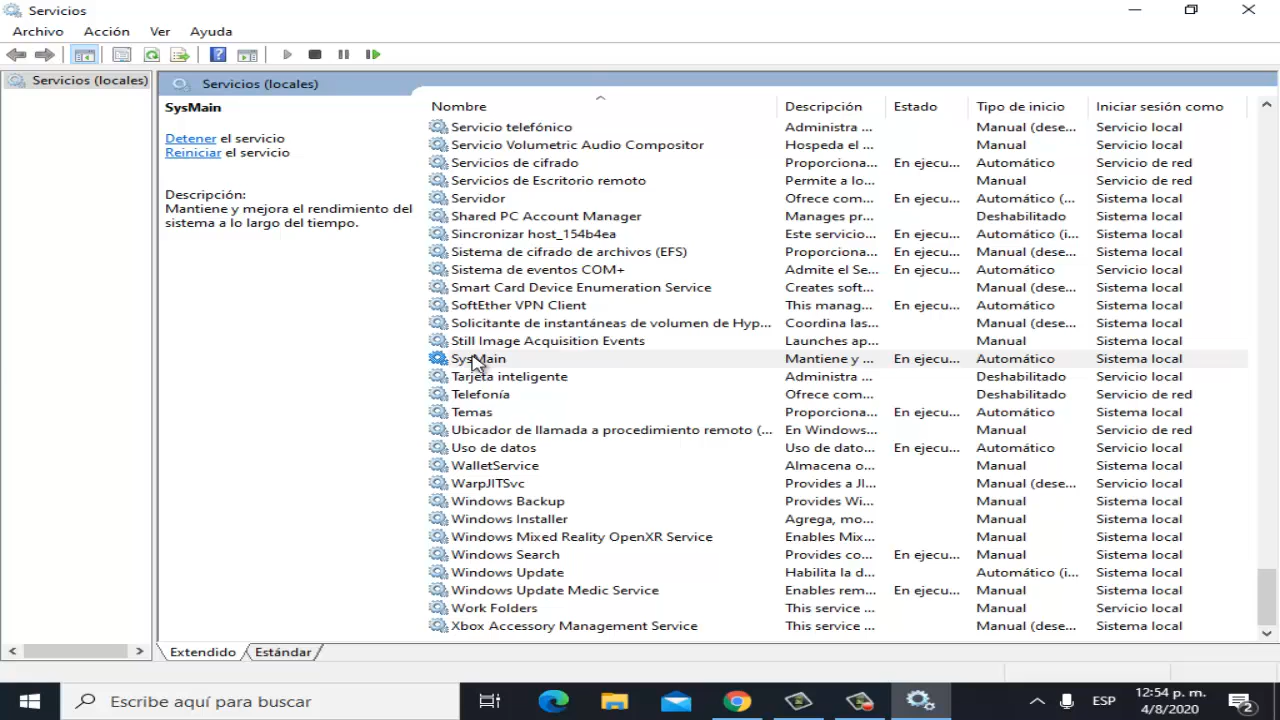 Servicios
Archivo Acción Ver Ayuda
Servicios (locales)
Servicios (locales)
SysMain
Detener el servicio
Reiniciar el servicio
Descripción:
Mantiene y mejora el rendimiento del
sistema a lo largo del tiempo.
Nombre Descripción Estado Tipo de inicio Iniciar sesión como
Servicio telefónico Administra ... Manual (dese... Servicio local
Servicio Volumetric Audio Compositor Hospeda el ... Manual Servicio local
Servicios de cifrado Proporciona... En ejecu... Automático Servicio de red
Servicios de Escritorio remoto Permite a lo... Manual Servicio de red
Servidor Ofrece com... En ejecu... Automático (... Sistema local
Shared PC Account Manager Manages pr... Deshabilitado Sistema local
Sincronizar host_154b4ea Este servicio... En ejecu... Automático (i... Sistema local
Sistema de cifrado de archivos (EFS) Proporciona... En ejecu... Manual (dese... Sistema local
Sistema de eventos COM+ Admite el Se... En ejecu... Automático Servicio local
Smart Card Device Enumeration Service Creates soft... Manual (dese... Sistema local
SoftEther VPN Client This manag... En ejecu... Automático Sistema local
Solicitante de instantáneas de volumen de Hyp... Coordina las... Manual (dese... Sistema local
Still Image Acquisition Events Launches ap... Manual Sistema local
SysMain Mantiene y ... En ejecu... Automático Sistema local
Tarjeta inteligente Administra ... Deshabilitado Servicio local
Telefonía Ofrece com... Deshabilitado Servicio de red
Temas Proporciona... En ejecu... Automático Sistema local
Ubicador de llamada a procedimiento remoto (... En Windows... Manual Servicio de red
Uso de datos Uso de dato... En ejecu... Automático Servicio local
WalletService Almacena o... Manual Sistema local
WarpJITSvc Provides a JI... Manual (dese... Servicio local
Windows Backup Provides Wi... Manual Sistema local
Windows Installer Agrega, mo... Manual Sistema local
Windows Mixed Reality OpenXR Service Enables Mix... Manual Sistema local
Windows Search Provides co... En ejecu... Manual Sistema local
Windows Update Habilita la d... Automático (i... Sistema local
Windows Update Medic Service Enables rem... En ejecu... Manual Sistema local
Work Folders This service ... Manual Servicio local
Xbox Accessory Management Service This service ... Manual (dese... Sistema local
Extendido Estándar
Escribe aquí para buscar
ESP
12:54 p. m.
4/8/2020
2